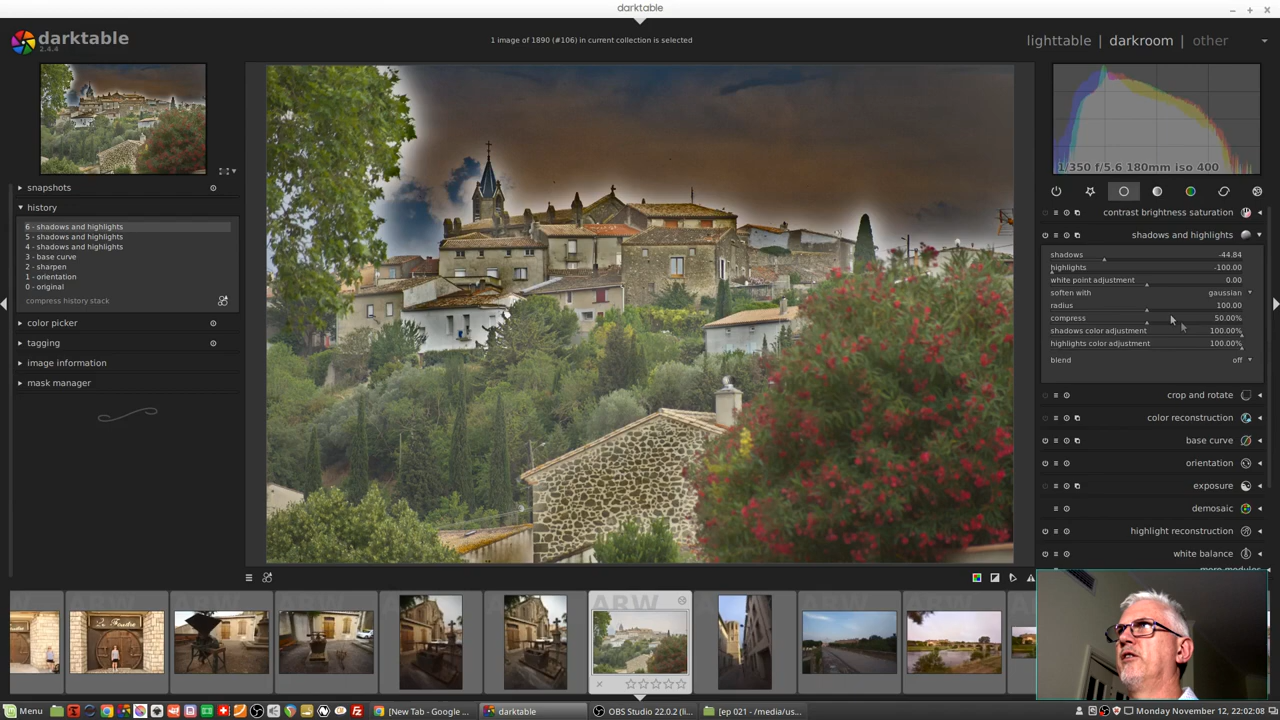 darktable
darktable
2.4.4
1 image of 1890 (#106) in current collection is selected
lighttable | darkroom | other
1/350 f/5.6 180mm iso 400
snapshots
history
6 - shadows and highlights
5 - shadows and highlights
4 - shadows and highlights
3 - base curve
2 - sharpen
1 - orientation
0 - original
compress history stack
color picker
tagging
image information
mask manager
contrast brightness saturation
shadows and highlights
shadows -44.84
highlights -100.00
white point adjustment 0.00
soften with gaussian
radius 100.00
compress 50.00%
shadows color adjustment 100.00%
highlights color adjustment 100.00%
blend off
crop and rotate
color reconstruction
base curve
orientation
exposure
demosaic
highlight reconstruction
white balance
more modules
ARW
Menu
[New Tab - Google ...
darktable
OBS Studio 22.0.2 (li...
[ep 021 - /media/us...
Monday November 12, 22:02:08